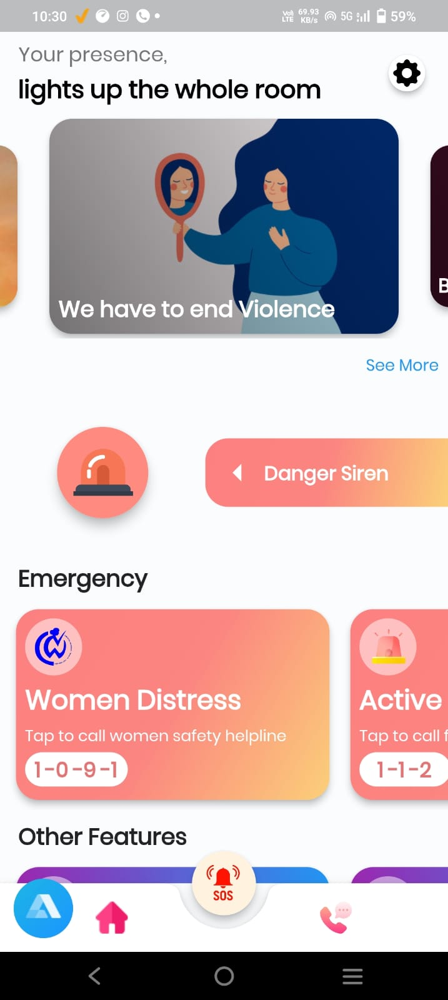 10:30
Vo) LTE 69.93 KB/s 5G 59%
Your presence,
lights up the whole room
We have to end Violence
B
See More
Danger Siren
Emergency
Women Distress
Tap to call women safety helpline
1-0-9-1
Active
Tap to call f
1-1-2
Other Features
SOS